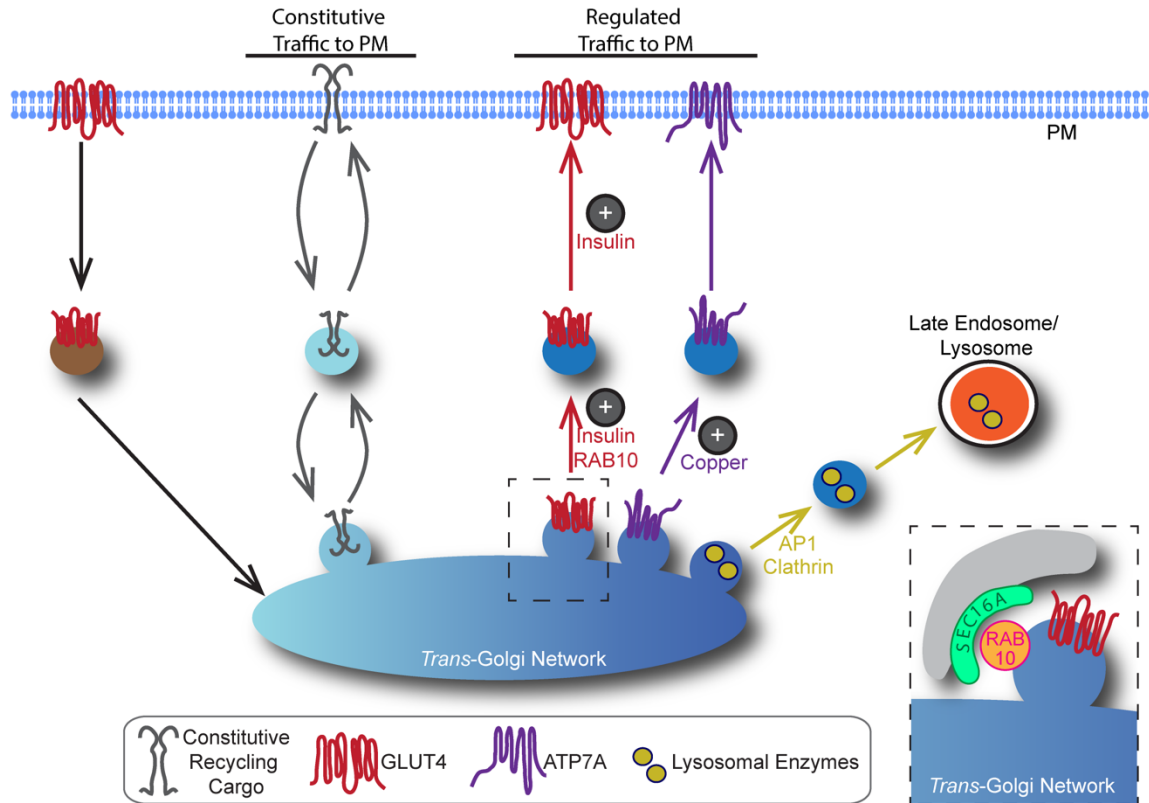 Constitutive
Traffic to PM
Regulated
Traffic to PM
PM
+
Insulin
+
Insulin
RAB10
+
Copper
Late Endosome/
Lysosome
AP1
Clathrin
Trans-Golgi Network
SEC16A
RAB
10
Trans-Golgi Network
Constitutive
Recycling
Cargo
GLUT4
ATP7A
Lysosomal Enzymes